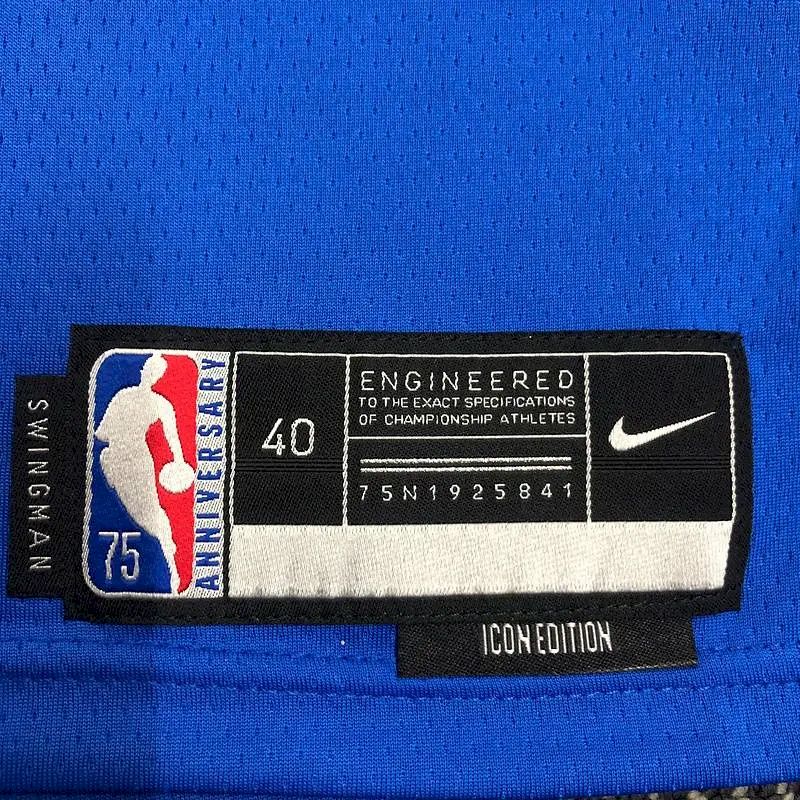 SWINGMAN
75
ANNIVERSARY
40
ENGINEERED
TO THE EXACT SPECIFICATIONS
OF CHAMPIONSHIP ATHLETES
75N1925841
ICON EDITION